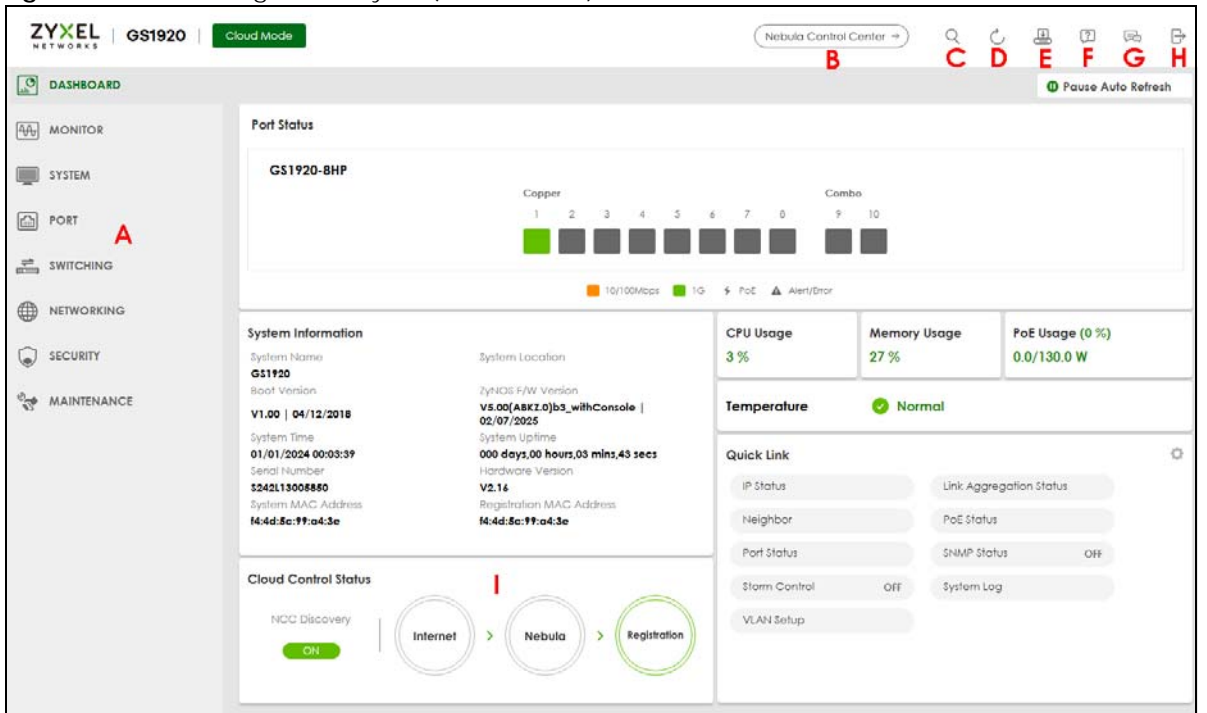 ZYXEL NETWORKS | GS1920 | Cloud Mode
Nebula Control Center →
B C D E F G H
DASHBOARD
Pause Auto Refresh
MONITOR
SYSTEM
PORT
A
SWITCHING
NETWORKING
SECURITY
MAINTENANCE
Port Status
GS1920-8HP
Copper Combo
1 2 3 4 5 6 7 8 9 10
10/100Mbps 1G PoE Alert/Error
System Information
System Name System Location
GS1920
Boot Version ZyNOS F/W Version
V1.00 | 04/12/2018 V5.00(ABKZ.0)b3_withConsole |
02/07/2025
System Time System Uptime
01/01/2024 00:03:39 000 days,00 hours,03 mins,43 secs
Serial Number Hardware Version
S242L13005850 V2.16
System MAC Address Registration MAC Address
f4:4d:5c:99:a4:3e f4:4d:5c:99:a4:3e
Cloud Control Status
I
NCC Discovery
ON
Internet > Nebula > Registration
CPU Usage Memory Usage PoE Usage (0 %)
3 % 27 % 0.0/130.0 W
Temperature Normal
Quick Link
IP Status Link Aggregation Status
Neighbor PoE Status
Port Status SNMP Status OFF
Storm Control OFF System Log
VLAN Setup